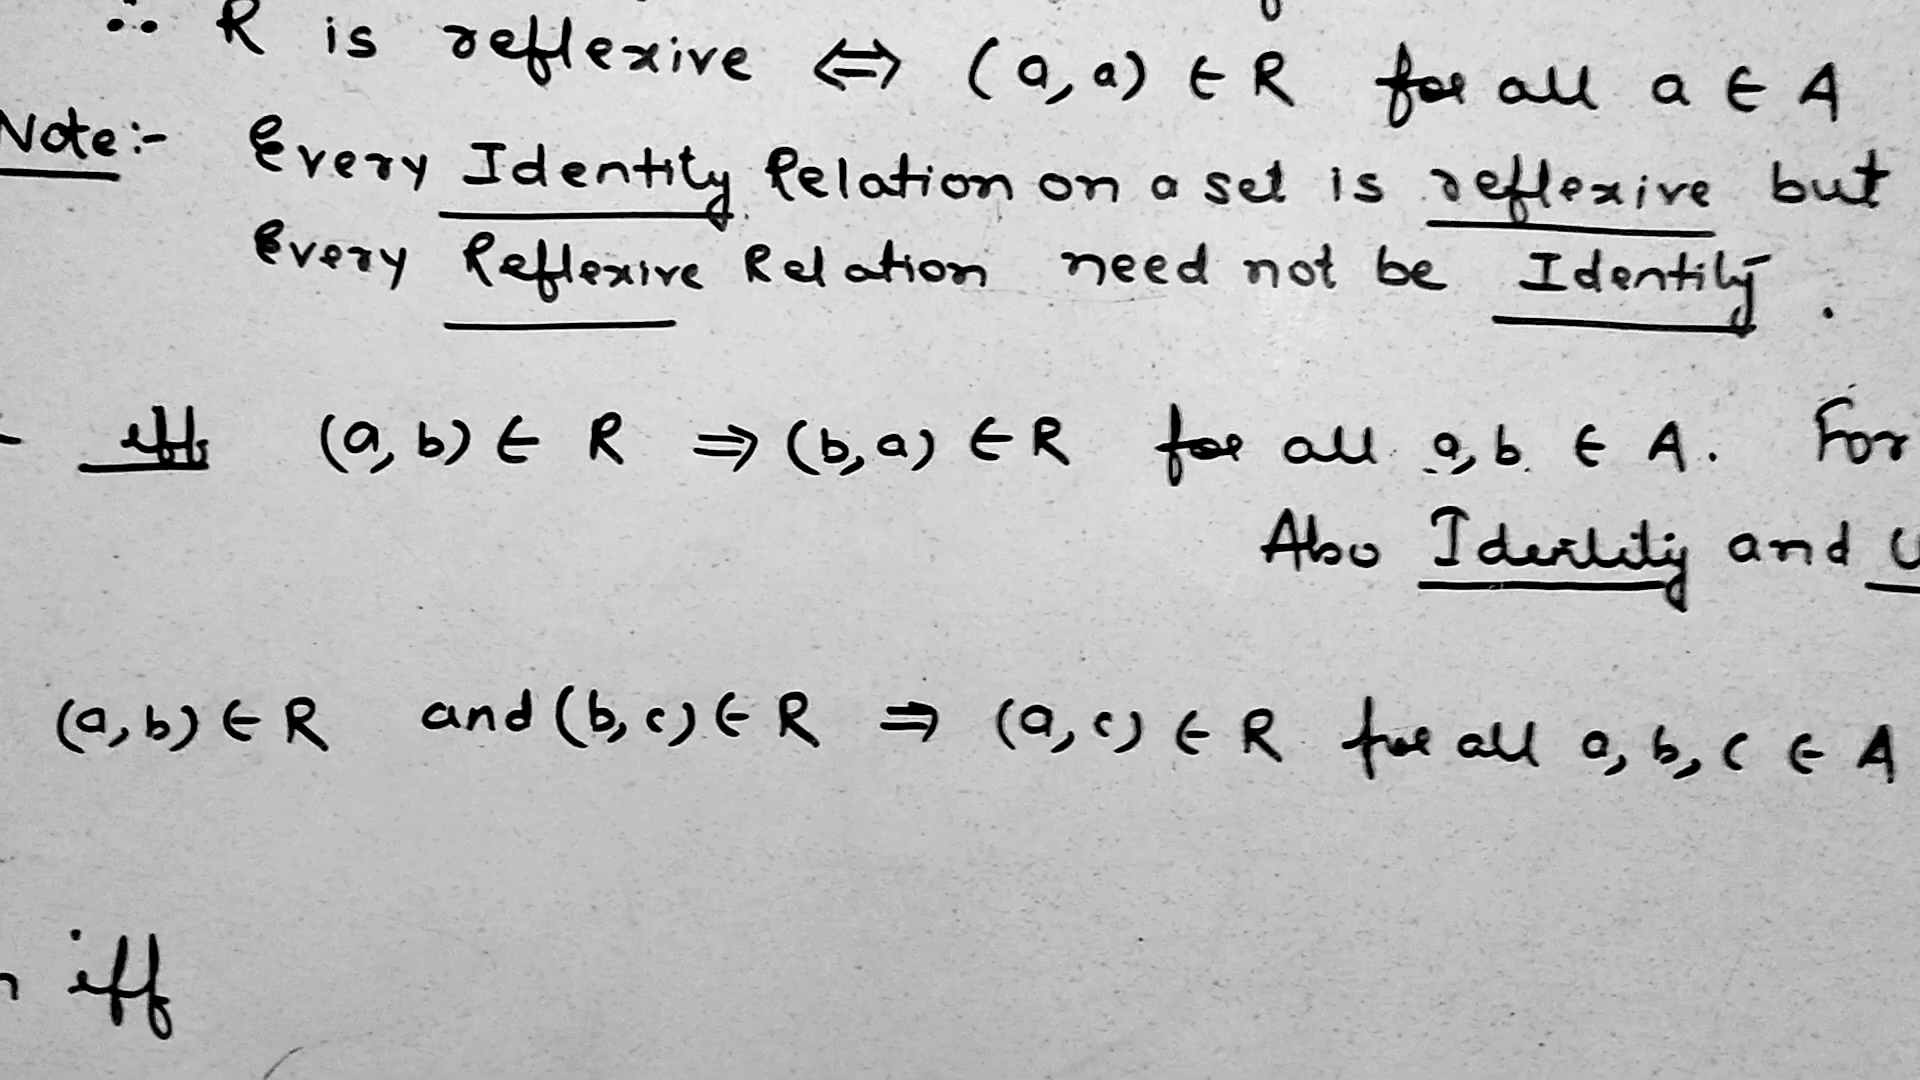 ∴ R is reflexive ⇔ (a, a) ∈ R for all a ∈ A
Note:- Every Identity Relation on a set is reflexive but
Every Reflexive Relation need not be Identity.
iff (a, b) ∈ R ⇒ (b, a) ∈ R for all a, b ∈ A. For
Also Identity and U
(a, b) ∈ R and (b, c) ∈ R ⇒ (a, c) ∈ R for all a, b, c ∈ A
iff